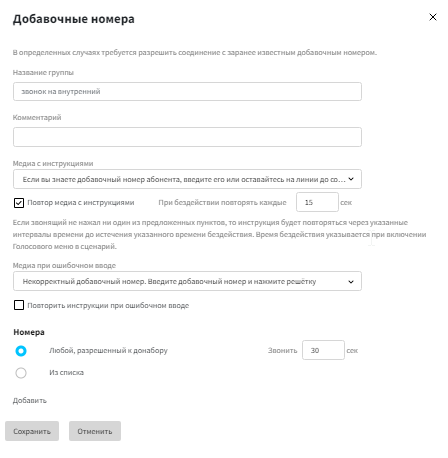 Добавочные номера
В определенных случаях требуется разрешить соединение с заранее известным добавочным номером.
Название группы
звонок на внутренний
Комментарий
Медиа с инструкциями
Если вы знаете добавочный номер абонента, введите его или оставайтесь на линии до со...
Повтор медиа с инструкциями При бездействии повторять каждые 15 сек
Если звонящий не нажал ни один из предложенных пунктов, то инструкция будет повторяться через указанные
интервалы времени до истечения указанного времени бездействия. Время бездействия указывается при включении
Голосового меню в сценарий.
Медиа при ошибочном вводе
Некорректный добавочный номер. Введите добавочный номер и нажмите решётку
Повторить инструкции при ошибочном вводе
Номера
Любой, разрешенный к донабору Звонить 30 сек
Из списка
Добавить
Сохранить Отменить